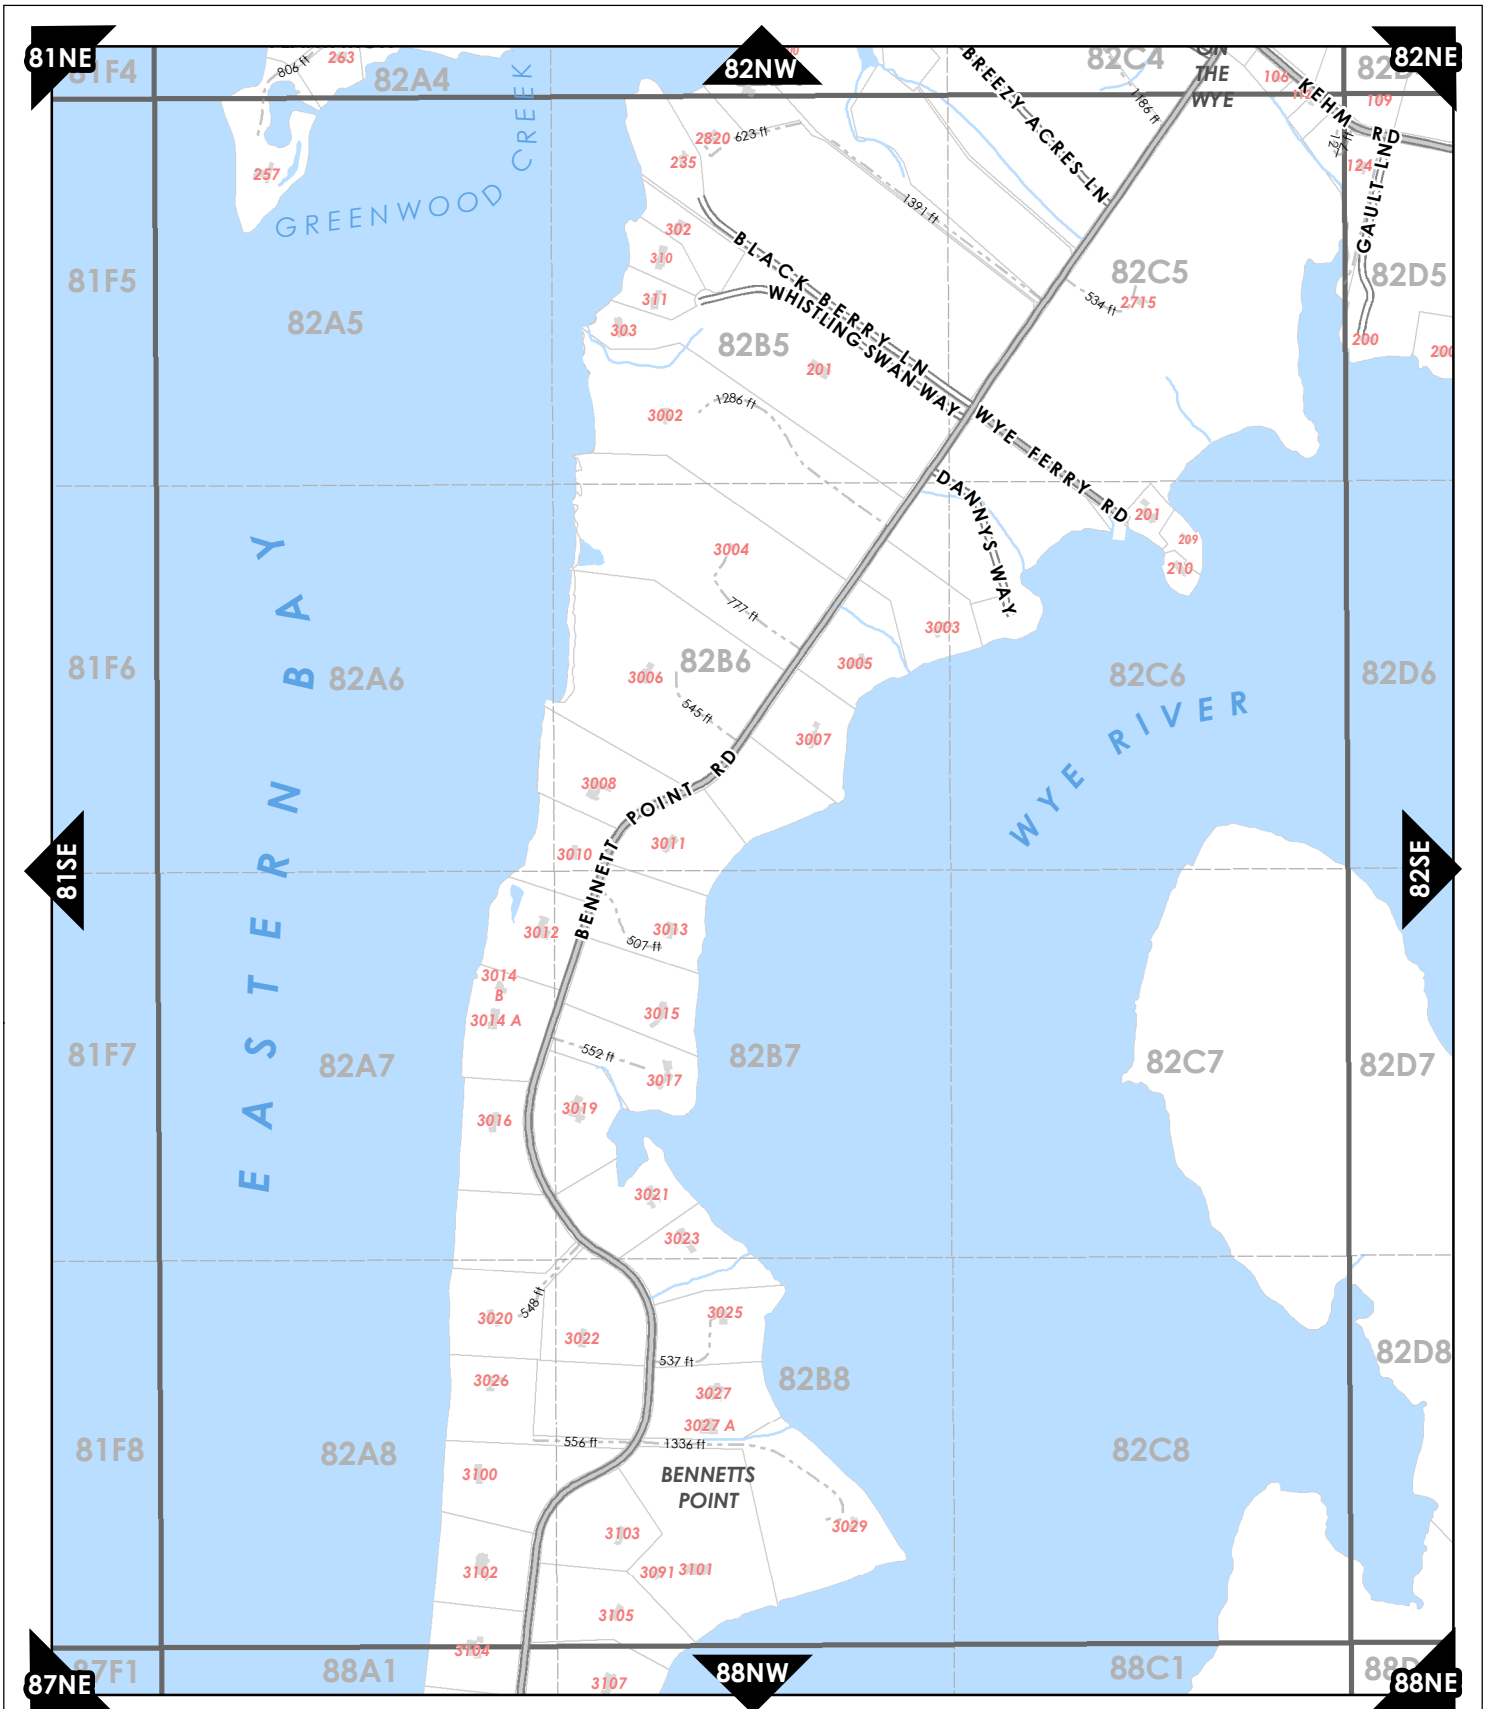 81NE
82NW
82NE
81F4
806 ft
263
82A4
82C4
ON
THE
WYE
106
112
109
KEHM RD
124
GAULT LN
BREEZY ACRES LN
1186 ft
GREENWOOD CREEK
257
2820
623 ft
235
1391 ft
302
310
311
303
BLACK BERRY LN
WHISTLING SWAN WAY
81F5
82A5
82B5
82C5
82D5
534 ft
2715
200
201
3002
1286 ft
WYE FERRY RD
DANNYS WAY
201
209
210
3004
777 ft
3003
3005
81F6
82A6
82B6
82C6
82D6
3006
545 ft
3007
EASTERN BAY
WYE RIVER
3008
BENNETT POINT RD
3010
3011
81SE
82SE
3012
3013
507 ft
3014
B
3014 A
3015
552 ft
3017
81F7
82A7
82B7
82C7
82D7
3016
3019
3021
3023
3020
548 ft
3022
3025
537 ft
3026
3027
3027 A
82B8
82D8
81F8
82A8
82C8
556 ft
1336 ft
BENNETTS
POINT
3100
3103
3029
3102
3091
3101
3105
3104
3107
87F1
88A1
88C1
87NE
88NW
88NE